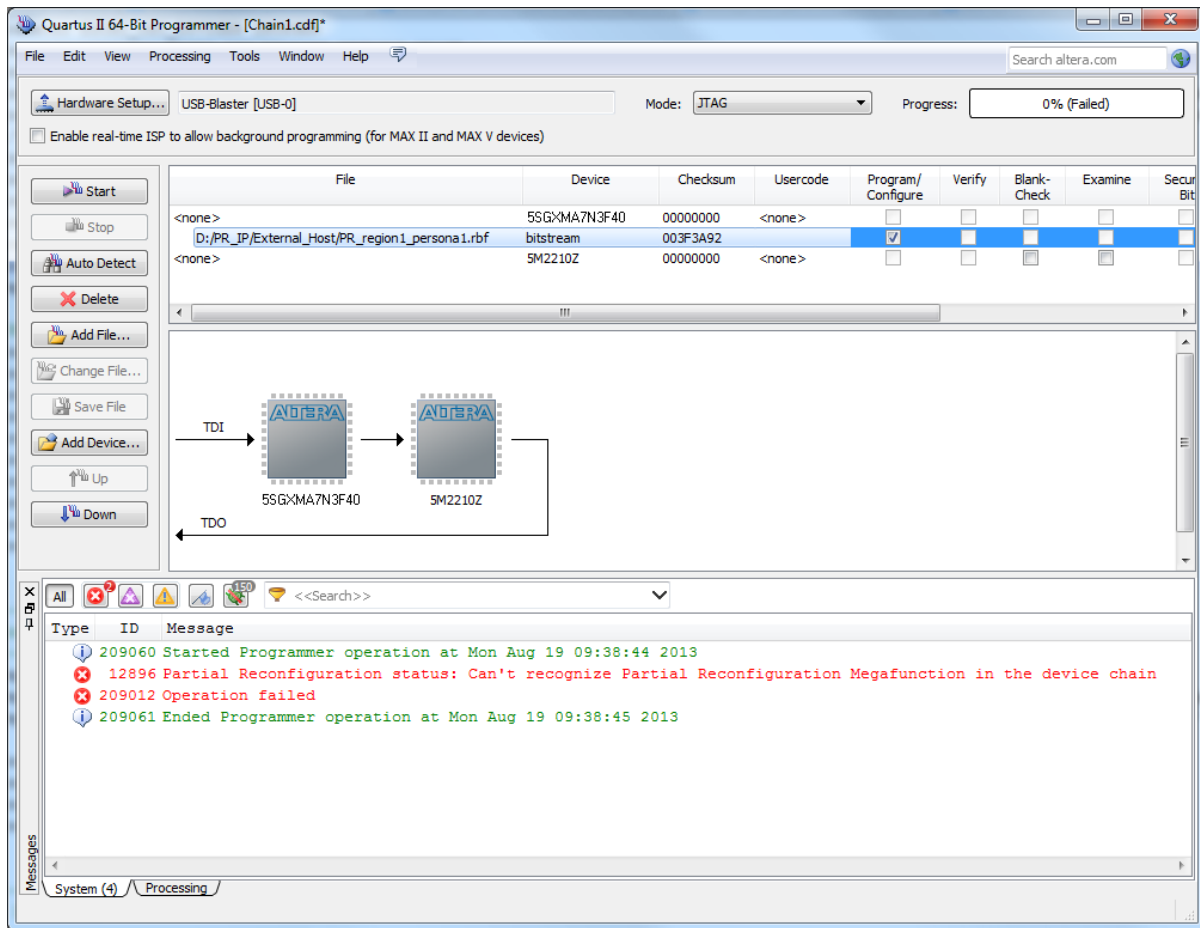 Quartus II 64-Bit Programmer - [Chain1.cdf]*
File Edit View Processing Tools Window Help
Search altera.com
Hardware Setup... USB-Blaster [USB-0] Mode: JTAG Progress: 0% (Failed)
Enable real-time ISP to allow background programming (for MAX II and MAX V devices)
Start
Stop
Auto Detect
Delete
Add File...
Change File...
Save File
Add Device...
Up
Down
File Device Checksum Usercode Program/ Verify Blank- Examine Secur
Configure Check Bit
<none> 5SGXMA7N3F40 00000000 <none>
D:/PR_IP/External_Host/PR_region1_persona1.rbf bitstream 003F3A92
<none> 5M2210Z 00000000 <none>
TDI
ALTERA
ALTERA
5SGXMA7N3F40
5M2210Z
TDO
All 2 150 <<Search>>
Type ID Message
209060 Started Programmer operation at Mon Aug 19 09:38:44 2013
12896 Partial Reconfiguration status: Can't recognize Partial Reconfiguration Megafunction in the device chain
209012 Operation failed
209061 Ended Programmer operation at Mon Aug 19 09:38:45 2013
Messages
System (4) Processing